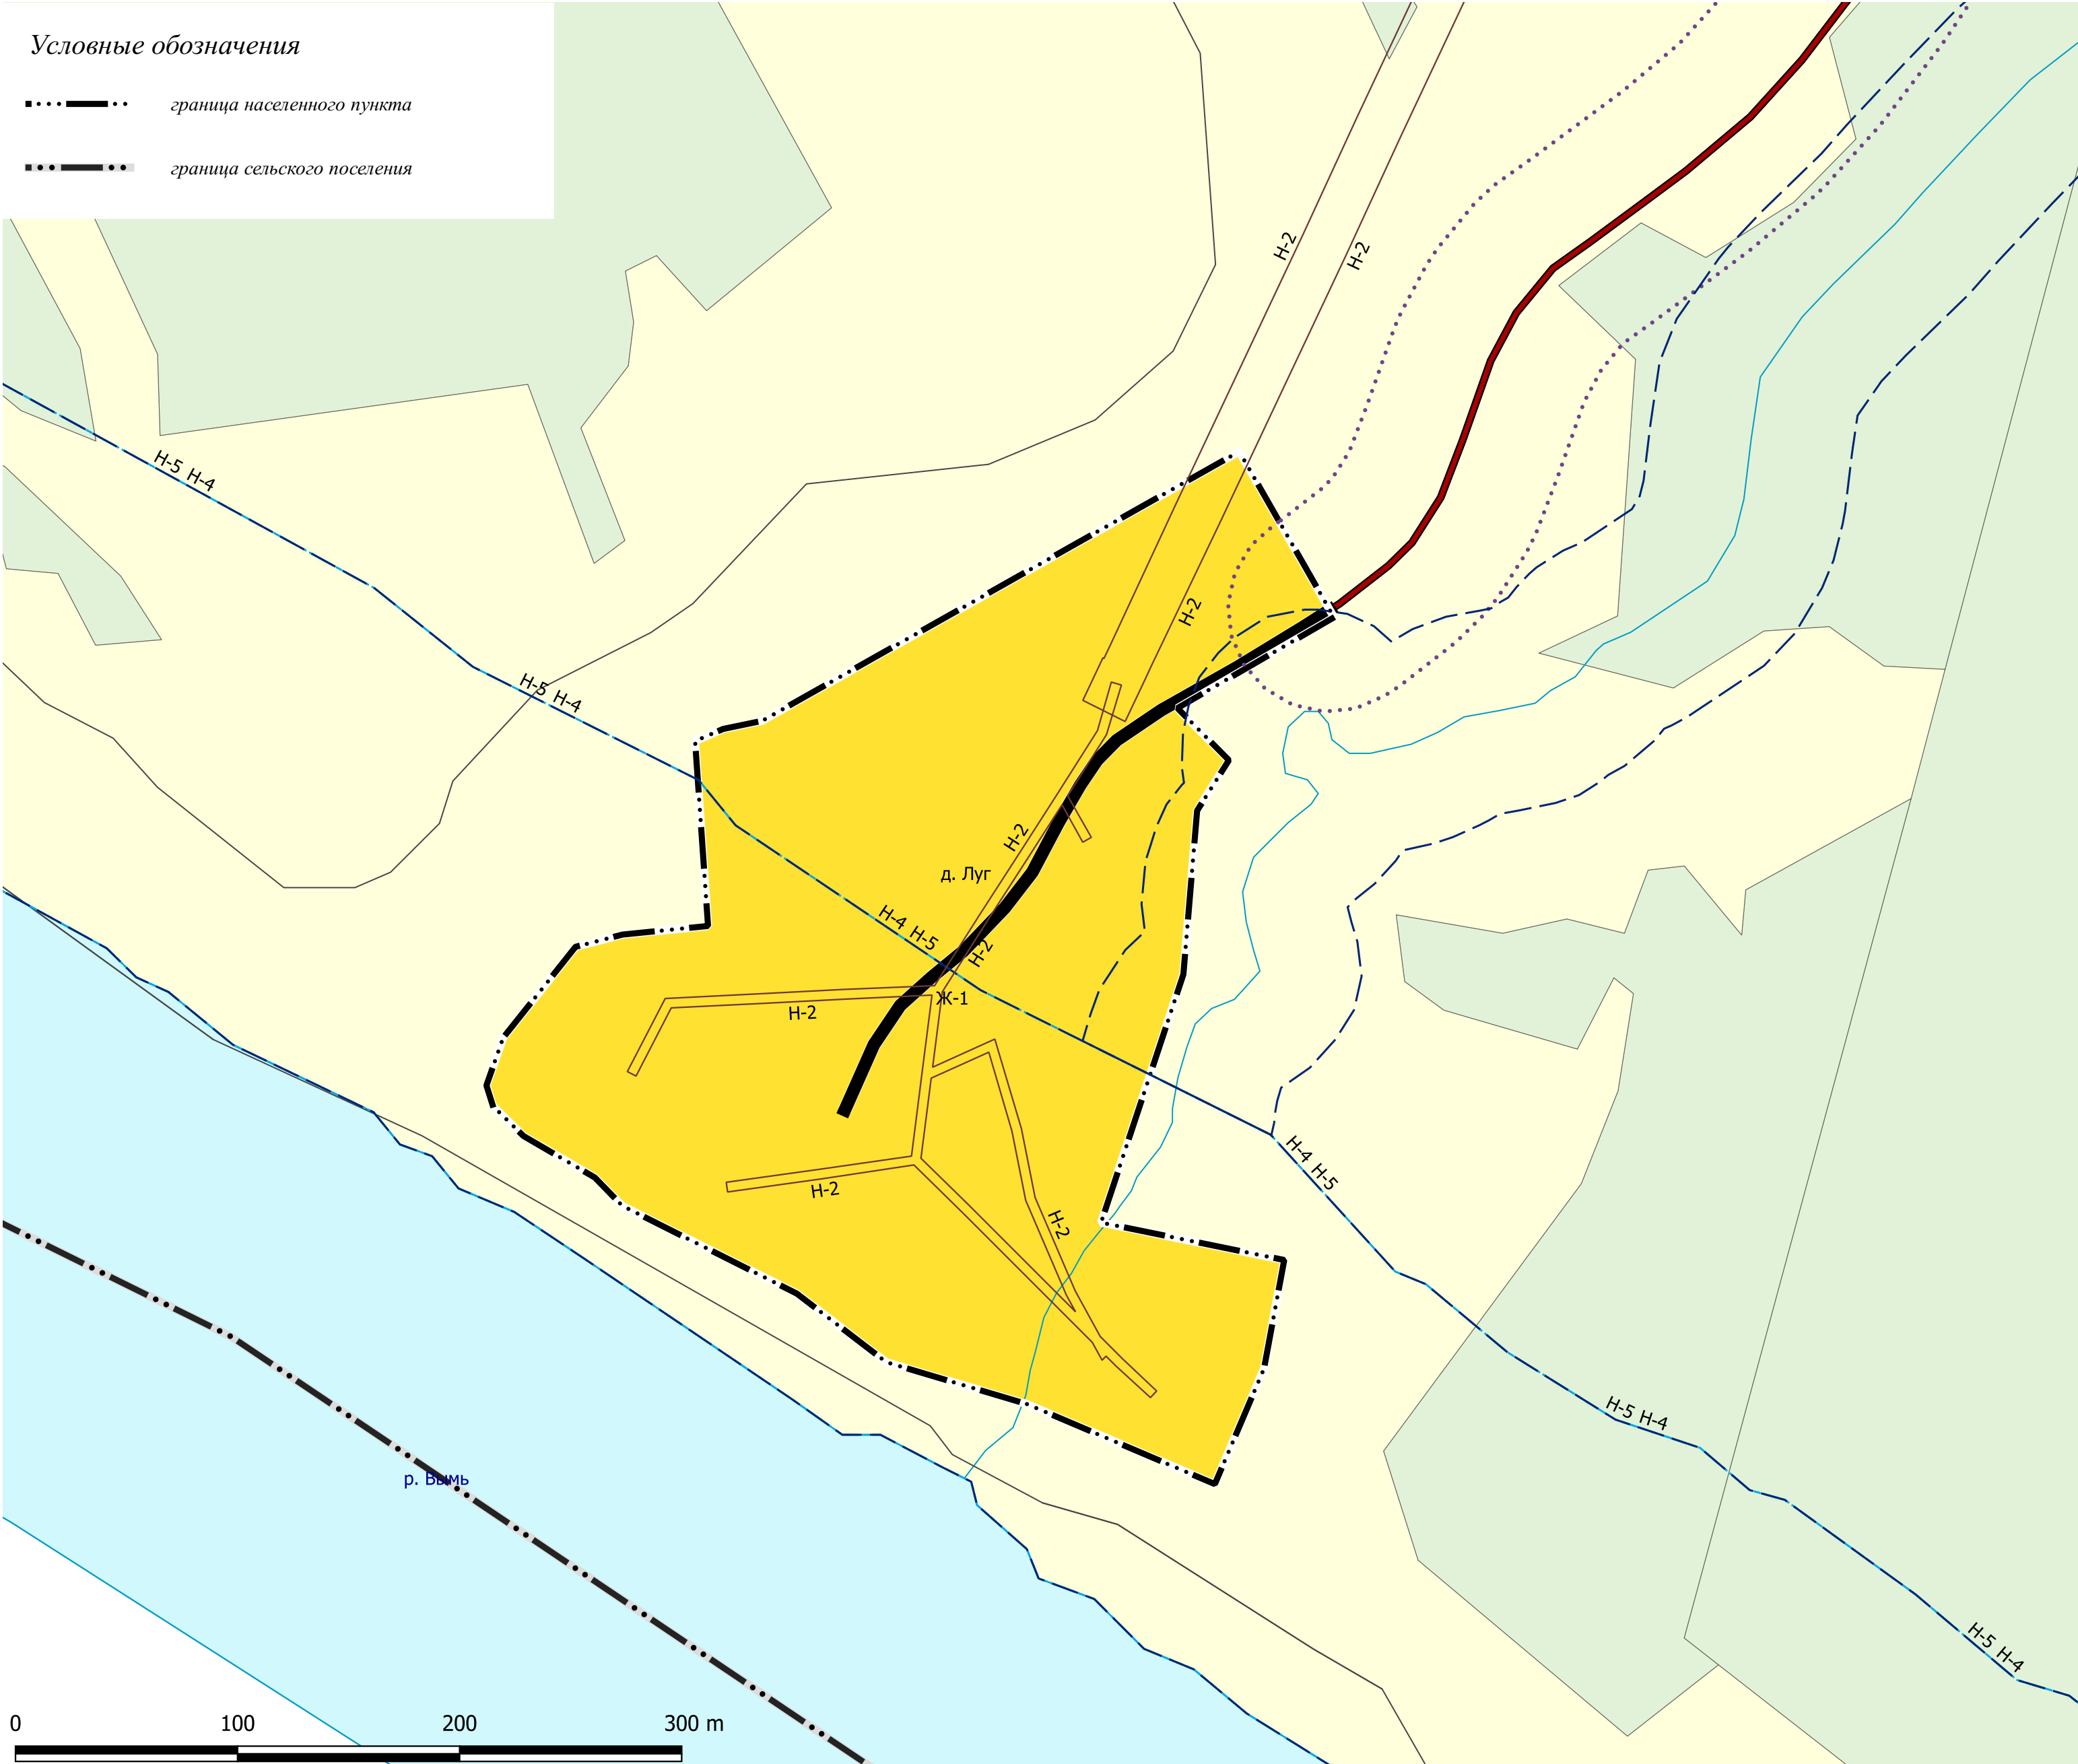 Условные обозначения
граница населенного пункта
граница сельского поселения
Н-2
Н-2
Н-5 Н-4
Н-2
Н-5 Н-4
Н-2
д. Луг
Н-4 Н-5
Н-2
Ж-1
Н-2
Н-4 Н-5
Н-2
Н-2
Н-5 Н-4
р. Вымь
Н-5 Н-4
0 100 200 300 m